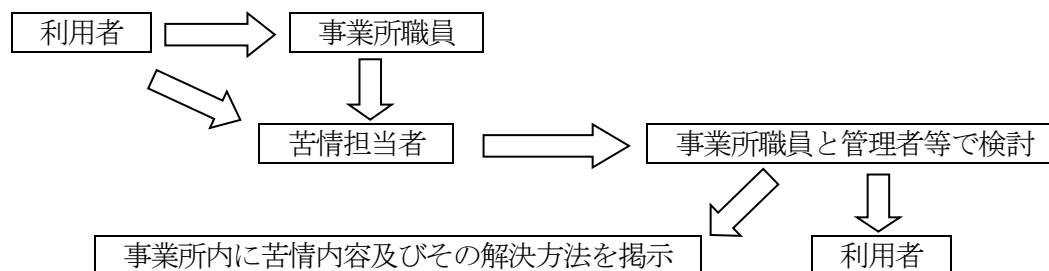 利用者
事業所職員
苦情担当者
事業所職員と管理者等で検討
事業所内に苦情内容及びその解決方法を掲示
利用者